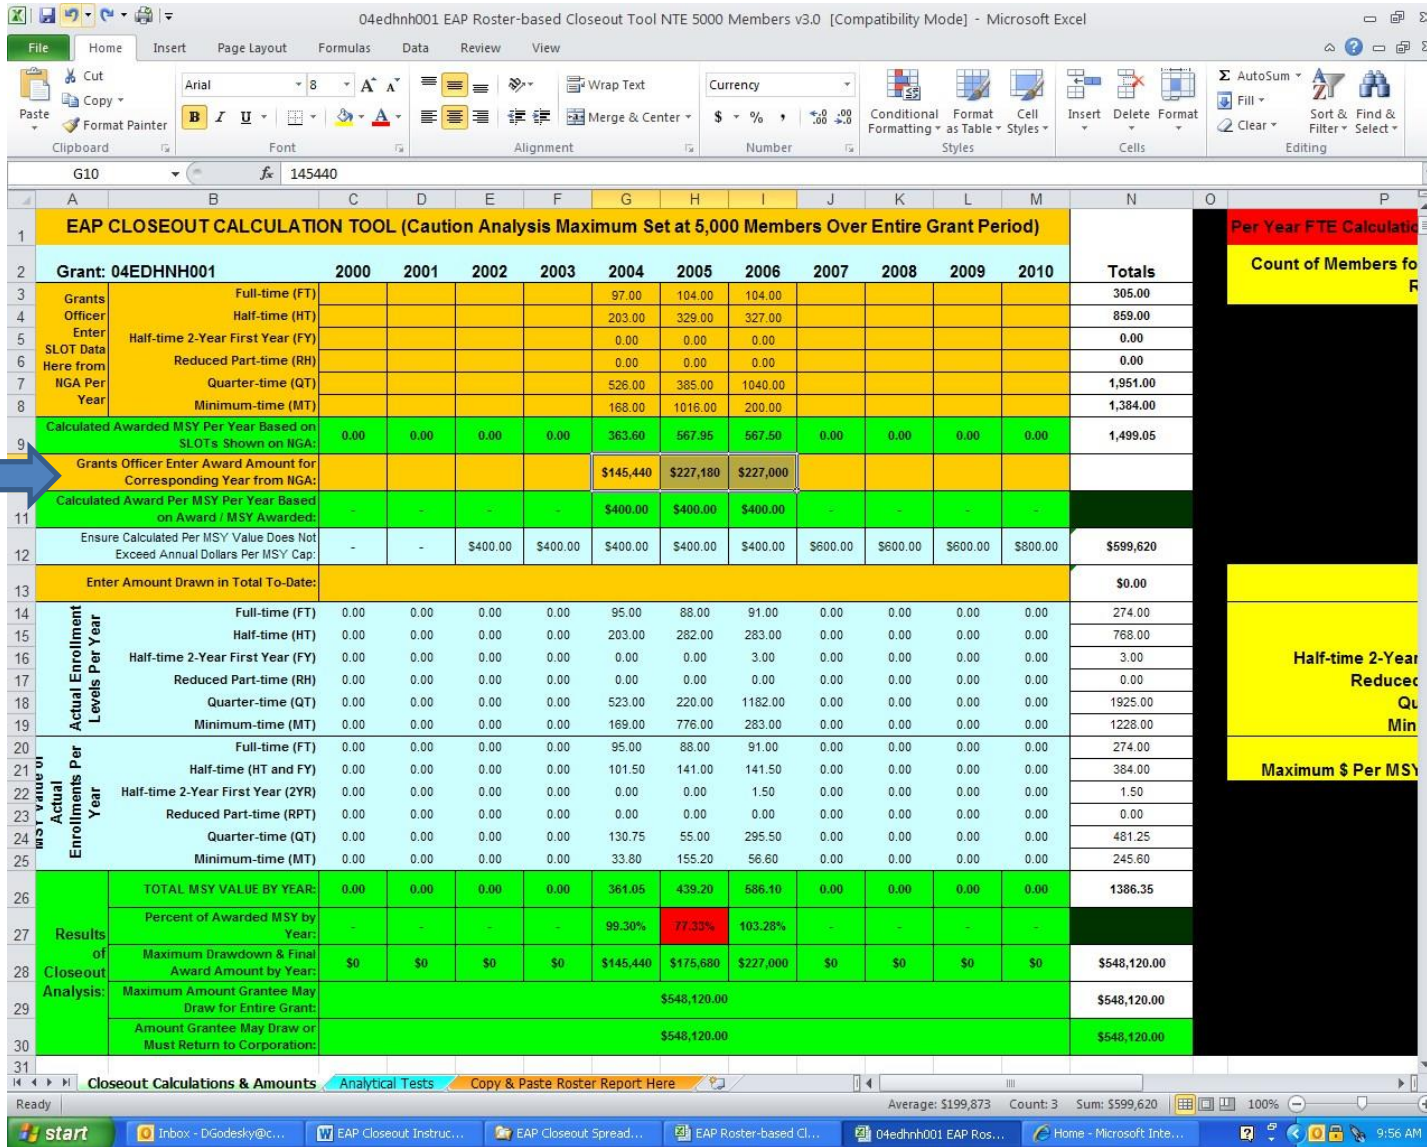 04edhnh001 EAP Roster-based Closeout Tool NTE 5000 Members v3.0 [Compatibility Mode] - Microsoft Excel
File Home Insert Page Layout Formulas Data Review View
Cut Copy Format Painter Paste Clipboard
Arial 8 B I U Font
Wrap Text Merge & Center Alignment
Currency $ % , Number
Conditional Formatting Format as Table Cell Styles Styles
Insert Delete Format Cells
Σ AutoSum Fill Clear Sort & Filter Find & Select Editing
G10 fx 145440
A B C D E F G H I J K L M N O P
1 EAP CLOSEOUT CALCULATION TOOL (Caution Analysis Maximum Set at 5,000 Members Over Entire Grant Period) Per Year FTE Calculatio
2 Grant: 04EDHNH001 2000 2001 2002 2003 2004 2005 2006 2007 2008 2009 2010 Totals Count of Members fo
Grants Officer Enter SLOT Data Here from NGA Per Year
3 Full-time (FT) 97.00 104.00 104.00 305.00
4 Half-time (HT) 203.00 329.00 327.00 859.00
5 Half-time 2-Year First Year (FY) 0.00 0.00 0.00 0.00
6 Reduced Part-time (RH) 0.00 0.00 0.00 0.00
7 Quarter-time (QT) 526.00 385.00 1040.00 1,951.00
8 Minimum-time (MT) 168.00 1016.00 200.00 1,384.00
9 Calculated Awarded MSY Per Year Based on SLOTs Shown on NGA: 0.00 0.00 0.00 0.00 363.60 567.95 567.50 0.00 0.00 0.00 0.00 1,499.05
Grants Officer Enter Award Amount for Corresponding Year from NGA: $145,440 $227,180 $227,000
11 Calculated Award Per MSY Per Year Based on Award / MSY Awarded: - - - - $400.00 $400.00 $400.00 - - - -
12 Ensure Calculated Per MSY Value Does Not Exceed Annual Dollars Per MSY Cap: - - $400.00 $400.00 $400.00 $400.00 $400.00 $600.00 $600.00 $600.00 $800.00 $599,620
13 Enter Amount Drawn in Total To-Date: $0.00
Actual Enrollment Levels Per Year
14 Full-time (FT) 0.00 0.00 0.00 0.00 95.00 88.00 91.00 0.00 0.00 0.00 0.00 274.00
15 Half-time (HT) 0.00 0.00 0.00 0.00 203.00 282.00 283.00 0.00 0.00 0.00 0.00 768.00
16 Half-time 2-Year First Year (FY) 0.00 0.00 0.00 0.00 0.00 0.00 3.00 0.00 0.00 0.00 0.00 3.00 Half-time 2-Year
17 Reduced Part-time (RH) 0.00 0.00 0.00 0.00 0.00 0.00 0.00 0.00 0.00 0.00 0.00 0.00 Reduced
18 Quarter-time (QT) 0.00 0.00 0.00 0.00 523.00 220.00 1182.00 0.00 0.00 0.00 0.00 1925.00 Qu
19 Minimum-time (MT) 0.00 0.00 0.00 0.00 169.00 776.00 283.00 0.00 0.00 0.00 0.00 1228.00 Min
Actual Enrollments Per Year
20 Full-time (FT) 0.00 0.00 0.00 0.00 95.00 88.00 91.00 0.00 0.00 0.00 0.00 274.00
21 Half-time (HT and FY) 0.00 0.00 0.00 0.00 101.50 141.00 141.50 0.00 0.00 0.00 0.00 384.00 Maximum $ Per MSY
22 Half-time 2-Year First Year (2YR) 0.00 0.00 0.00 0.00 0.00 0.00 1.50 0.00 0.00 0.00 0.00 1.50
23 Reduced Part-time (RPT) 0.00 0.00 0.00 0.00 0.00 0.00 0.00 0.00 0.00 0.00 0.00 0.00
24 Quarter-time (QT) 0.00 0.00 0.00 0.00 130.75 55.00 295.50 0.00 0.00 0.00 0.00 481.25
25 Minimum-time (MT) 0.00 0.00 0.00 0.00 33.80 155.20 56.60 0.00 0.00 0.00 0.00 245.60
Results of Closeout Analysis:
26 TOTAL MSY VALUE BY YEAR: 0.00 0.00 0.00 0.00 361.05 439.20 586.10 0.00 0.00 0.00 0.00 1386.35
27 Percent of Awarded MSY by Year: - - - - 99.30% 77.33% 103.28% - - - -
28 Maximum Drawdown & Final Award Amount by Year: $0 $0 $0 $0 $145,440 $175,680 $227,000 $0 $0 $0 $0 $548,120.00
29 Maximum Amount Grantee May Draw for Entire Grant: $548,120.00 $548,120.00
30 Amount Grantee May Draw or Must Return to Corporation: $548,120.00 $548,120.00
31
Closeout Calculations & Amounts Analytical Tests Copy & Paste Roster Report Here
Ready Average: $199,873 Count: 3 Sum: $599,620 100%
start Inbox - DGodesky@c... EAP Closeout Instruc... EAP Closeout Spread... EAP Roster-based Cl... 04edhnh001 EAP Ros... Home - Microsoft Inte... 9:56 AM